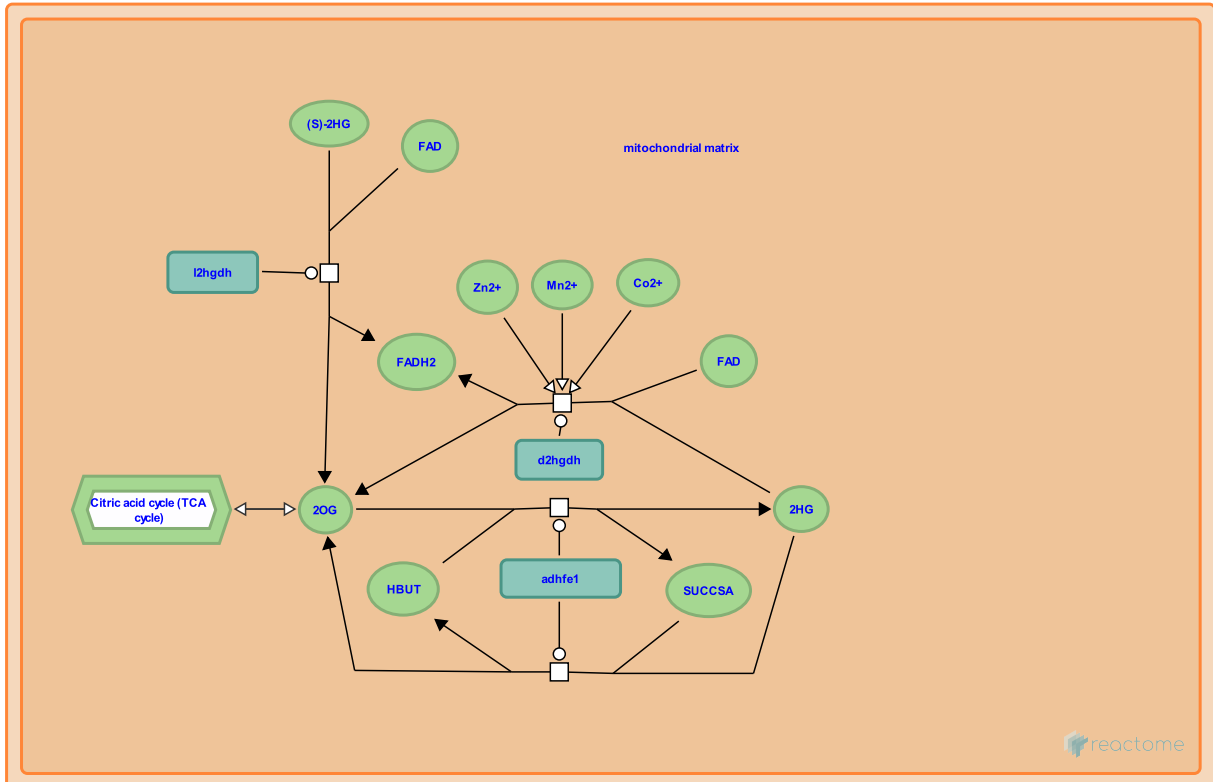 (S)-2HG
FAD
mitochondrial matrix
l2hgdh
Zn2+
Mn2+
Co2+
FADH2
FAD
d2hgdh
Citric acid cycle (TCA
cycle)
2OG
2HG
HBUT
adhfe1
SUCCSA
reactome